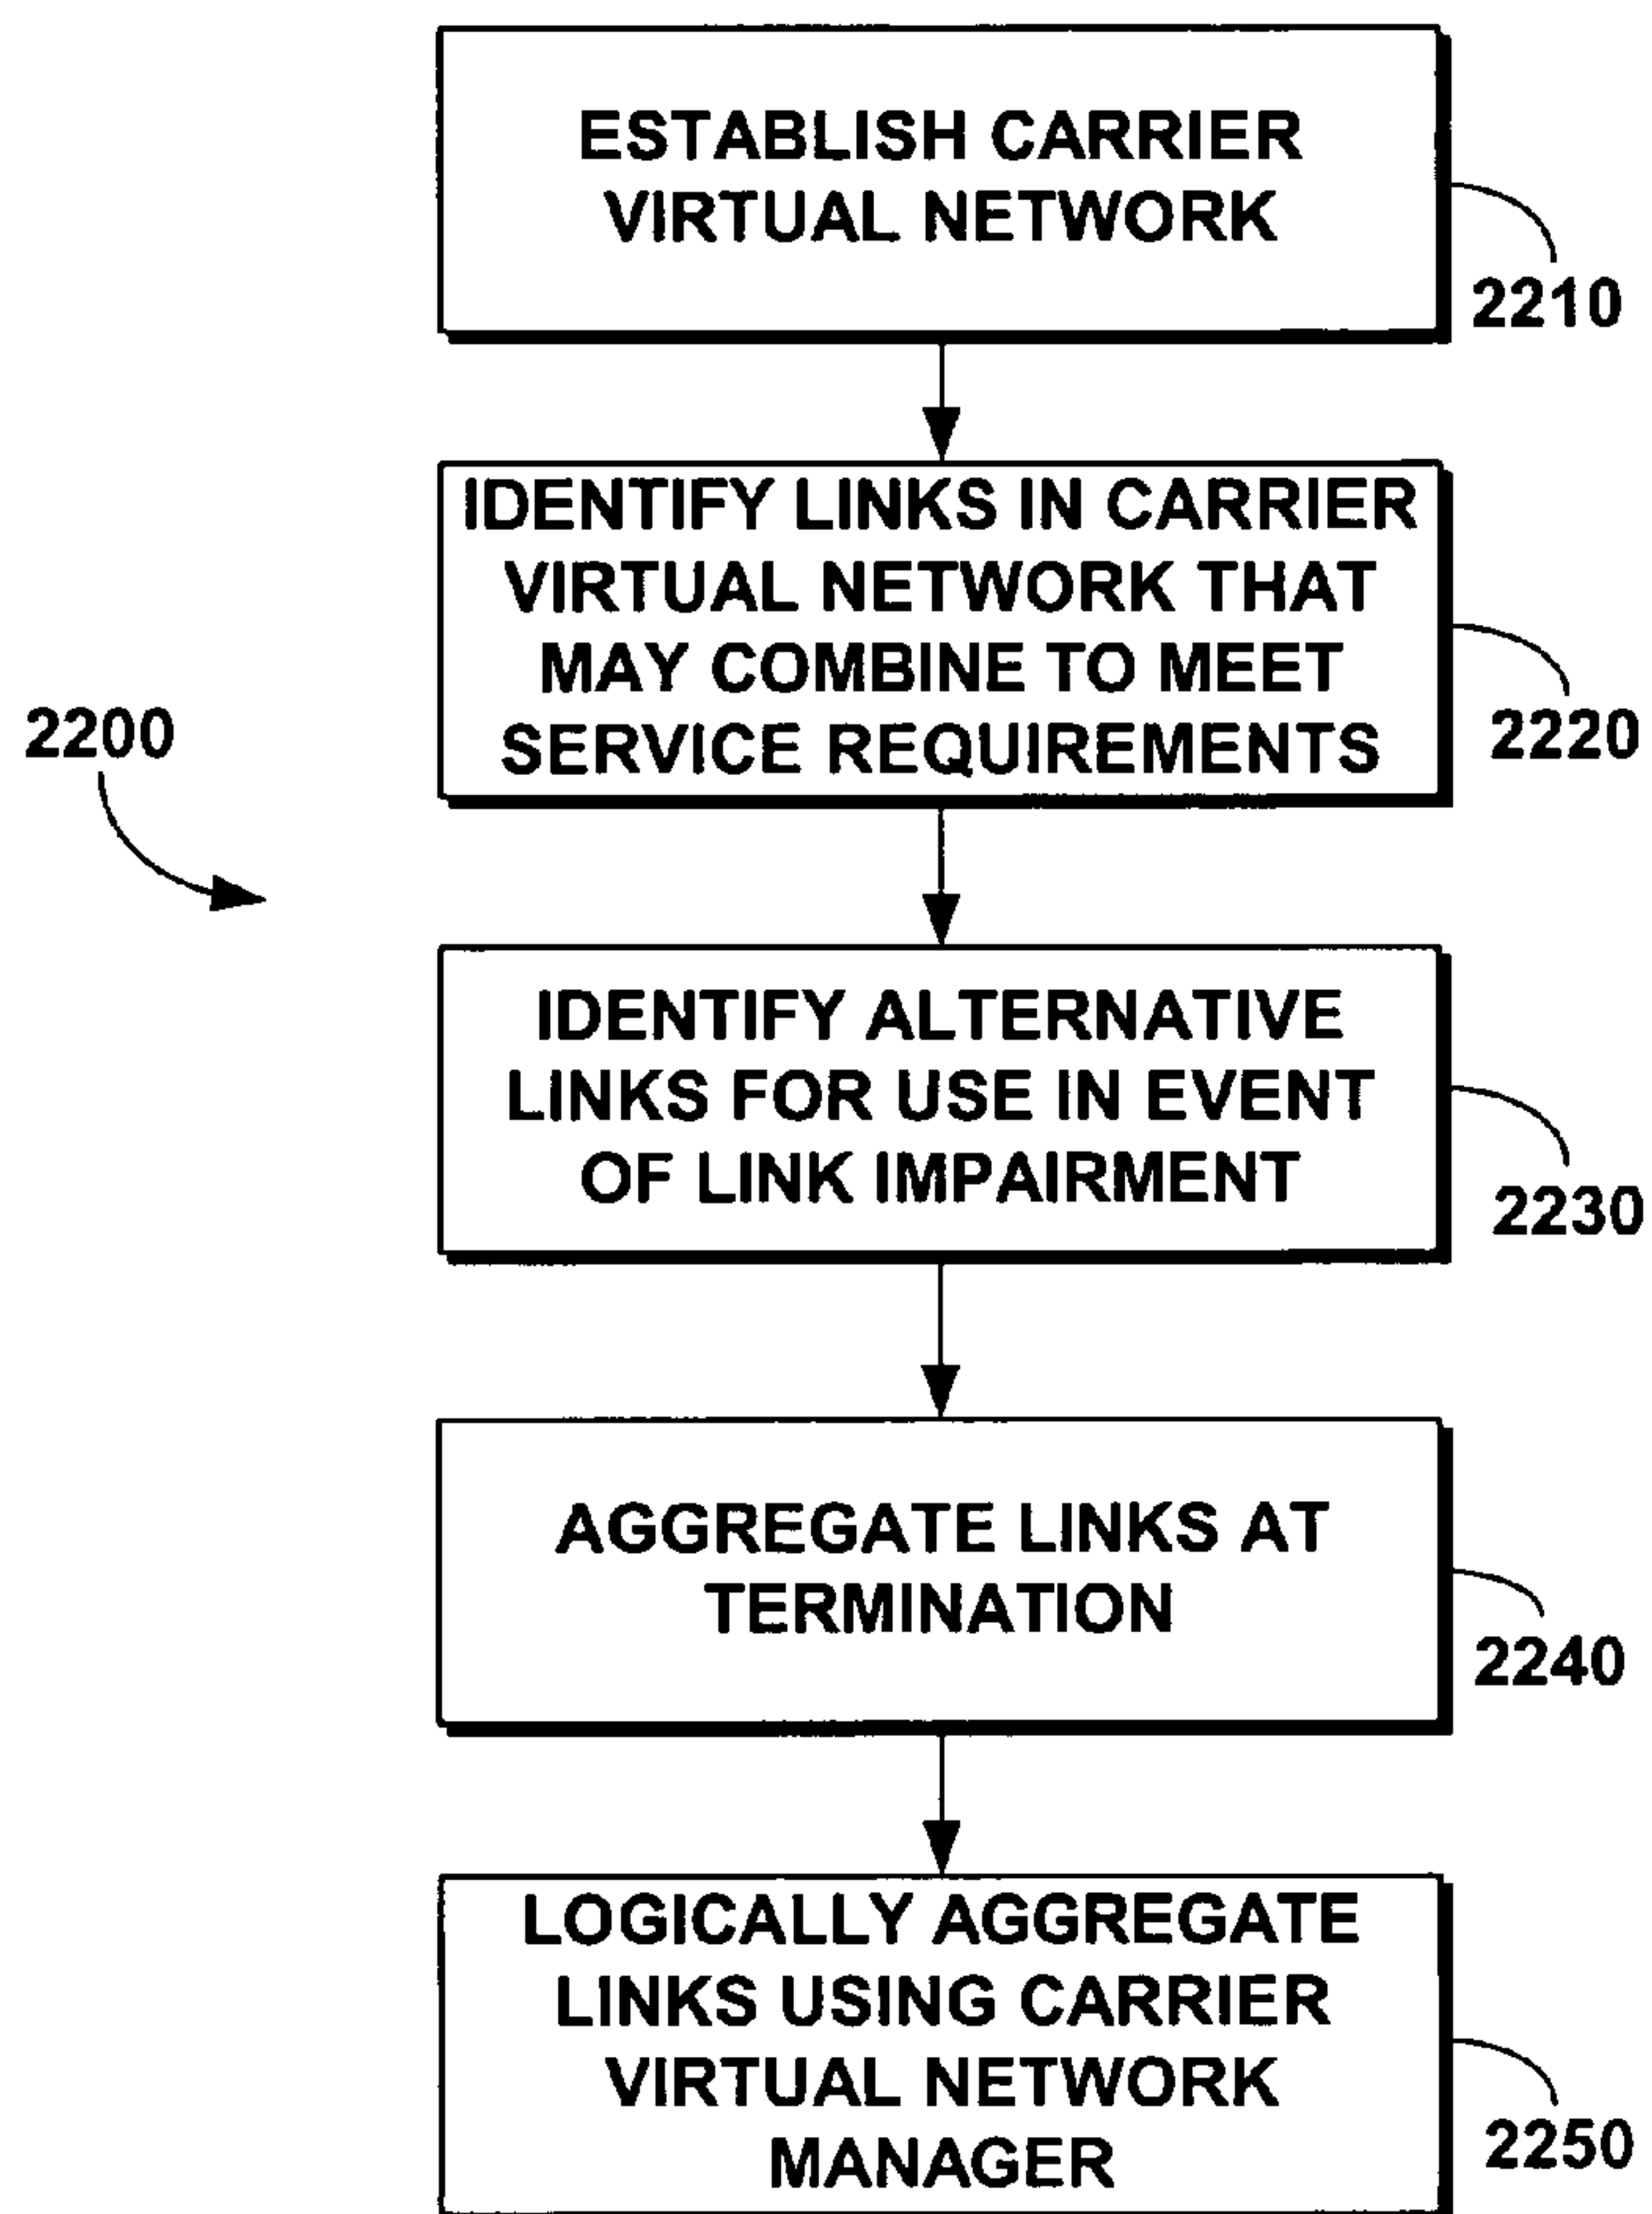 ESTABLISH CARRIER
VIRTUAL NETWORK
2210
IDENTIFY LINKS IN CARRIER
VIRTUAL NETWORK THAT
MAY COMBINE TO MEET
SERVICE REQUIREMENTS
2220
2200
IDENTIFY ALTERNATIVE
LINKS FOR USE IN EVENT
OF LINK IMPAIRMENT
2230
AGGREGATE LINKS AT
TERMINATION
2240
LOGICALLY AGGREGATE
LINKS USING CARRIER
VIRTUAL NETWORK
MANAGER
2250